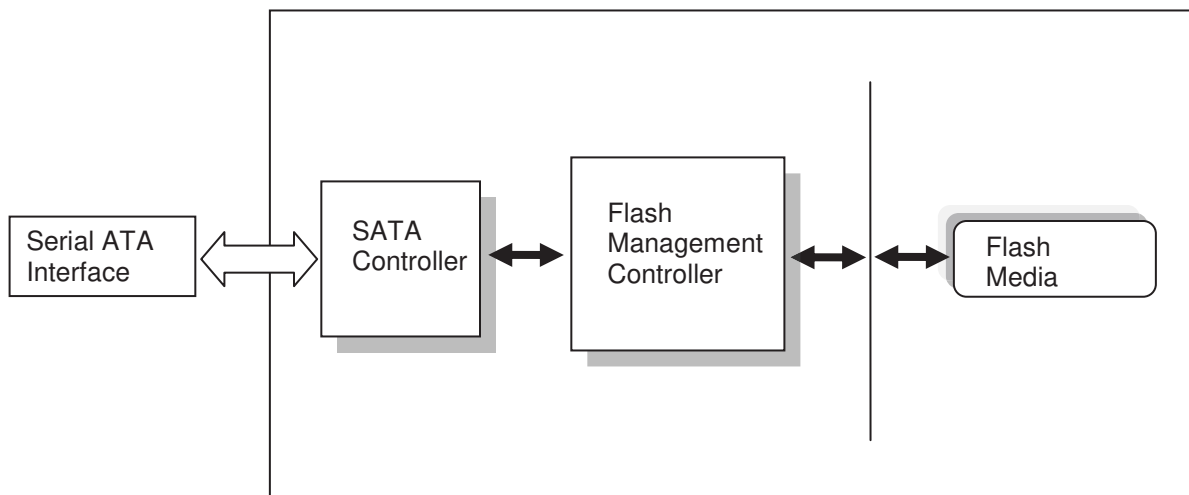 Serial ATA
Interface
SATA
Controller
Flash
Management
Controller
Flash
Media